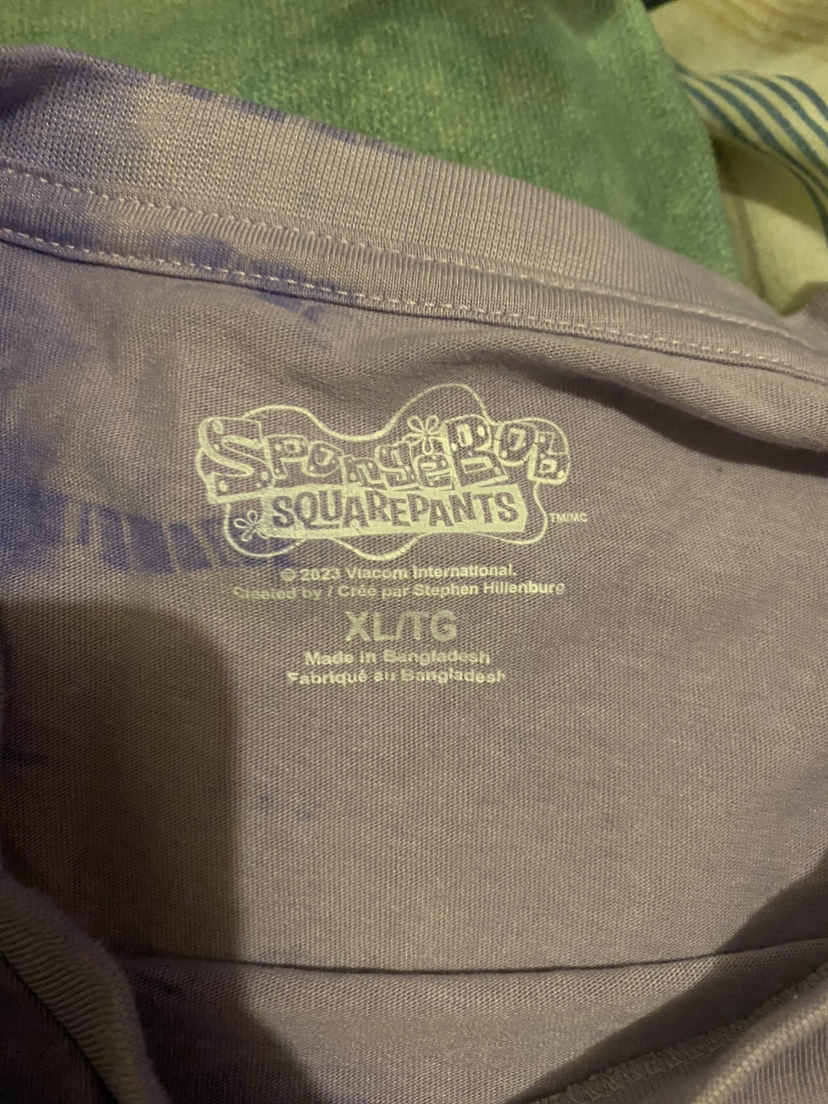 SpongeBob
SQUAREPANTS TM/MC
© 2023 Viacom International.
Created by / Créé par Stephen Hillenburg
XL/TG
Made in Bangladesh
Fabriqué au Bangladesh